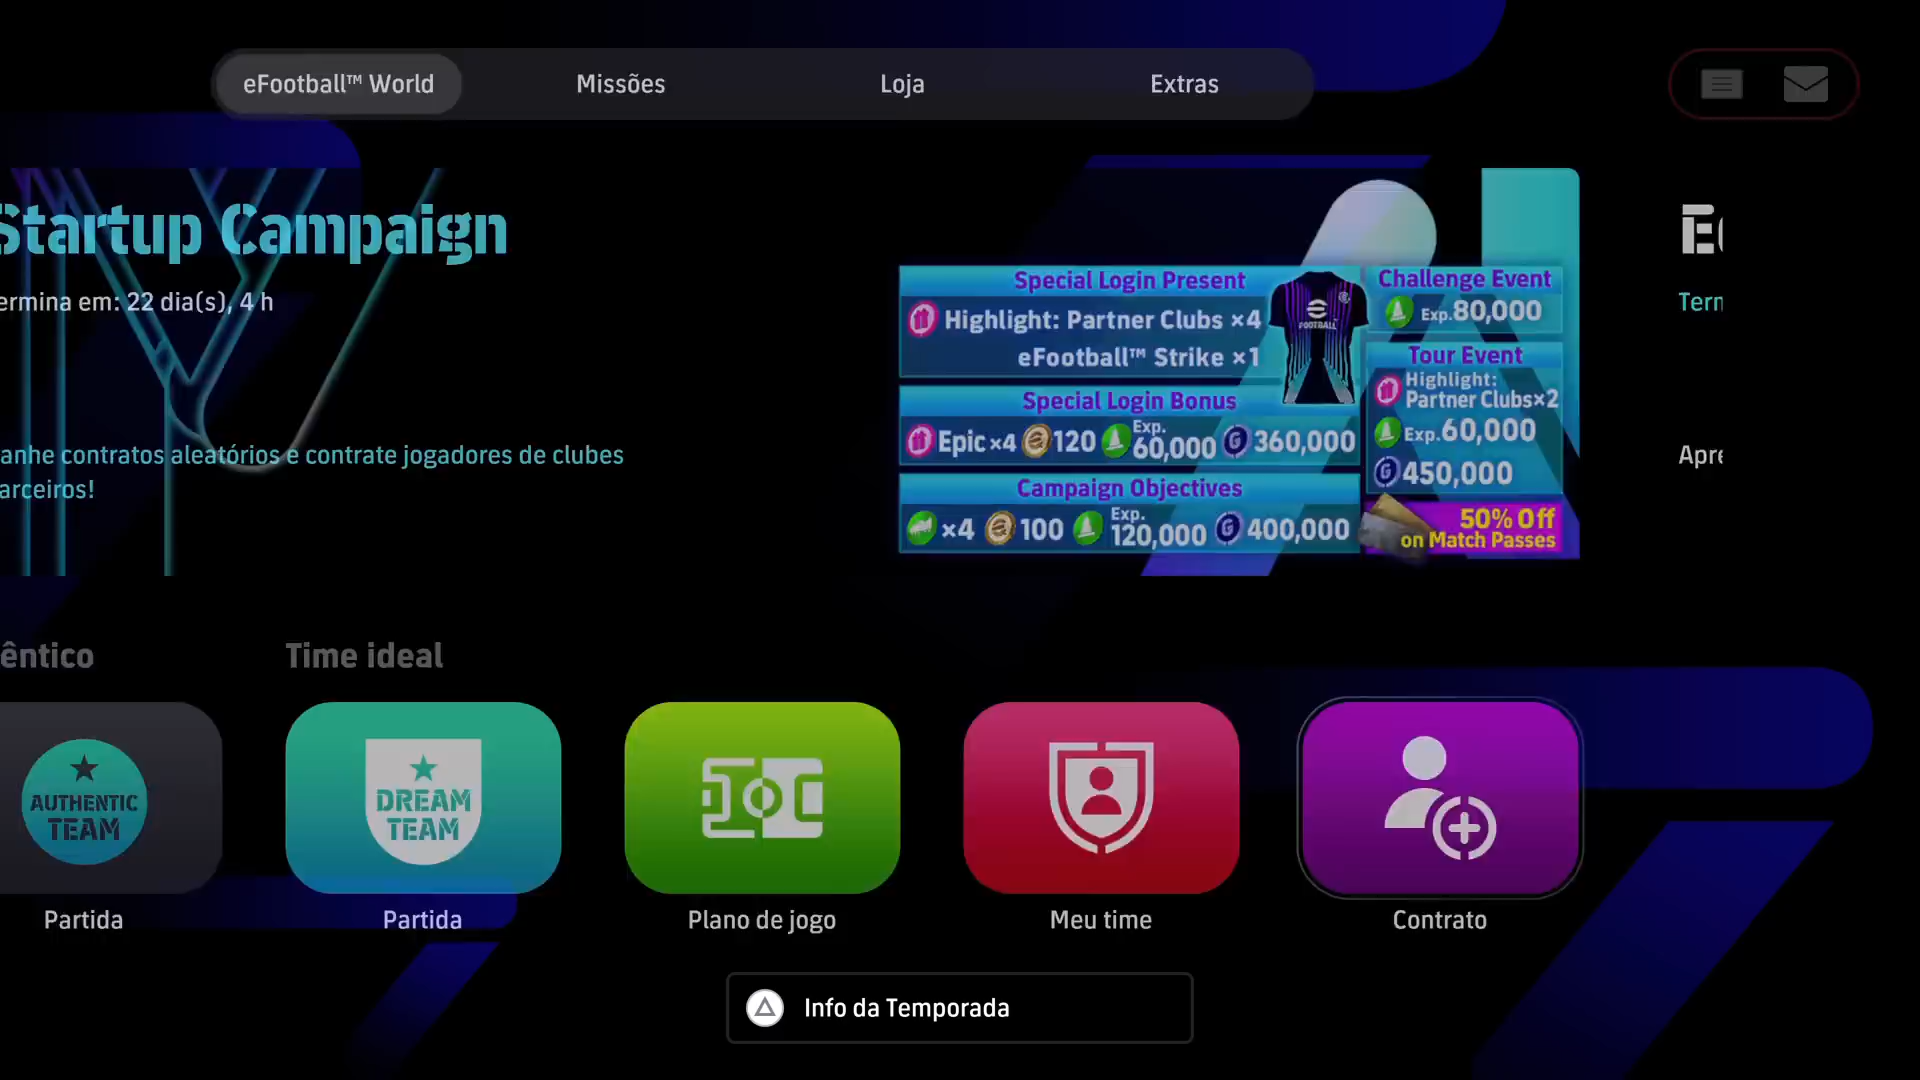 eFootball™ World
Missões
Loja
Extras
Startup Campaign
ermina em: 22 dia(s), 4 h
anhe contratos aleatórios e contrate jogadores de clubes
arceiros!
Special Login Present
Highlight: Partner Clubs ×4
eFootball™ Strike ×1
FOOTBALL
Special Login Bonus
Epic ×4 120 Exp. 60,000 G 360,000
Campaign Objectives
×4 100 Exp. 120,000 G 400,000
Challenge Event
Exp.80,000
Tour Event
Highlight:
Partner Clubs×2
Exp.60,000
G 450,000
50% Off
on Match Passes
Tern
Apre
êntico
Time ideal
AUTHENTIC
TEAM
DREAM
TEAM
Partida
Partida
Plano de jogo
Meu time
Contrato
Info da Temporada